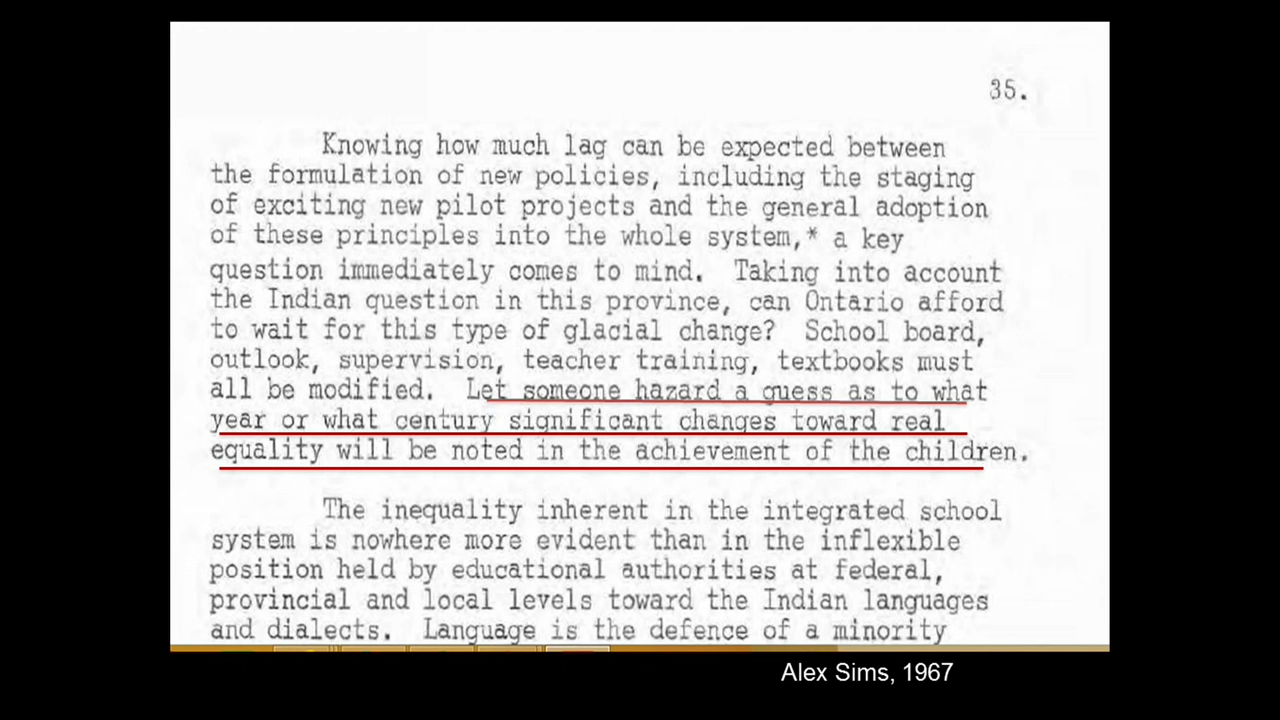 35.
Knowing how much lag can be expected between
the formulation of new policies, including the staging
of exciting new pilot projects and the general adoption
of these principles into the whole system,* a key
question immediately comes to mind. Taking into account
the Indian question in this province, can Ontario afford
to wait for this type of glacial change? School board,
outlook, supervision, teacher training, textbooks must
all be modified. Let someone hazard a guess as to what
year or what century significant changes toward real
equality will be noted in the achievement of the children.
The inequality inherent in the integrated school
system is nowhere more evident than in the inflexible
position held by educational authorities at federal,
provincial and local levels toward the Indian languages
and dialects. Language is the defence of a minority
Alex Sims, 1967